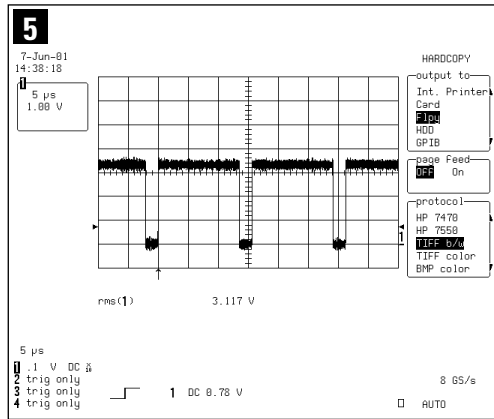 5
7-Jun-01
14:38:18
1
5 µs
1.00 V
HARDCOPY
output to
Int. Printer
Card
Flpy
HDD
GPIB
page feed
OFF On
protocol
HP 7470
HP 7550
TIFF b/w
TIFF color
BMP color
1
rms(1) 3.117 V
5 µs
1 .1 V DC
2 trig only
3 trig only
4 trig only
1 DC 0.78 V
8 GS/s
AUTO